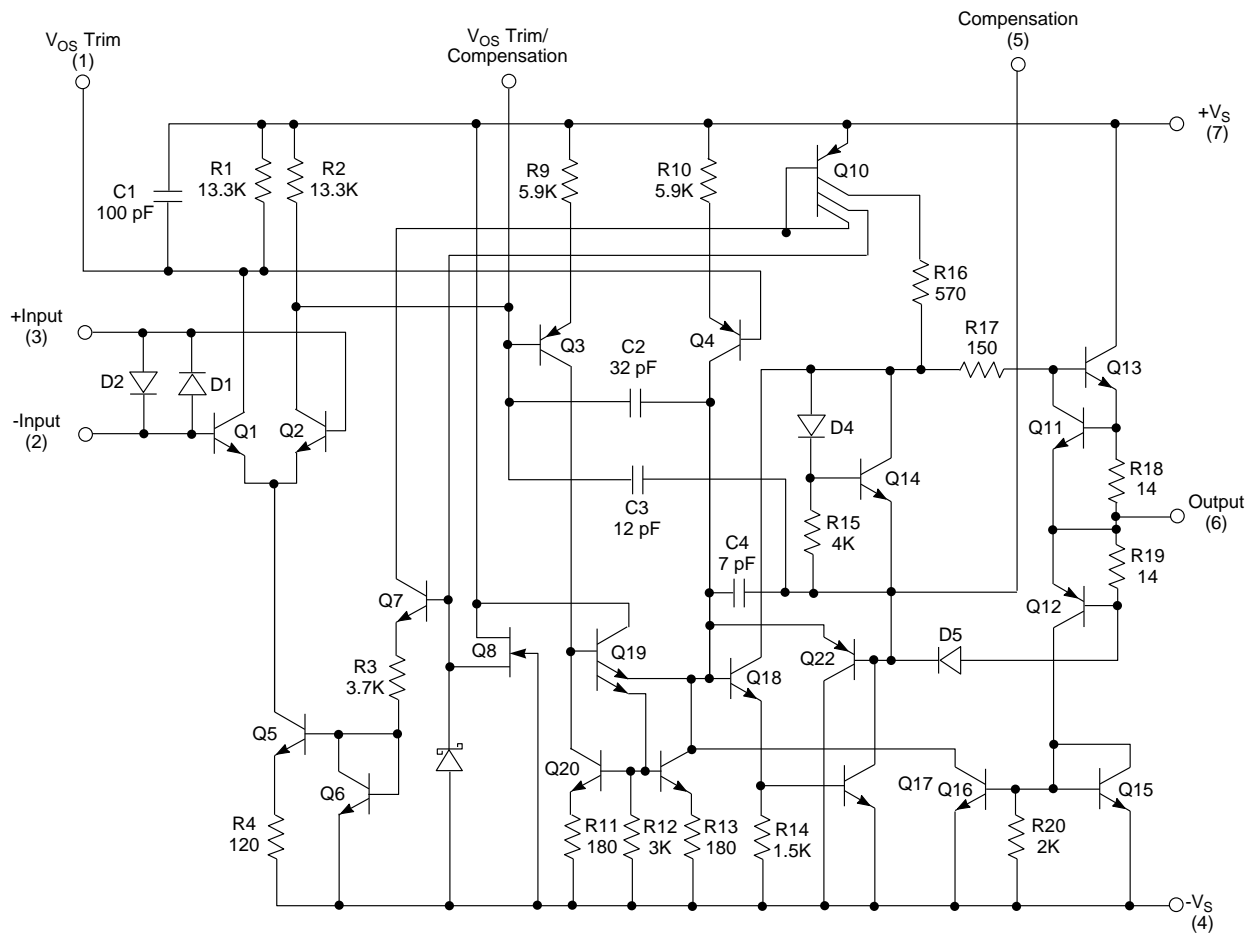 Compensation
(5)
V_OS Trim
(1)
V_OS Trim/
Compensation
+V_S
(7)
R1
13.3K
R2
13.3K
C1
100 pF
R9
5.9K
R10
5.9K
Q10
R16
570
+Input
(3)
D2
D1
-Input
(2)
Q1
Q2
Q3
Q4
C2
32 pF
R17
150
Q13
D4
Q11
Q14
R18
14
C3
12 pF
R15
4K
Output
(6)
C4
7 pF
R19
14
Q7
Q12
Q8
Q19
R3
3.7K
Q18
Q22
D5
Q5
Q20
Q6
Q17
Q16
Q15
R4
120
R11
180
R12
3K
R13
180
R14
1.5K
R20
2K
-V_S
(4)